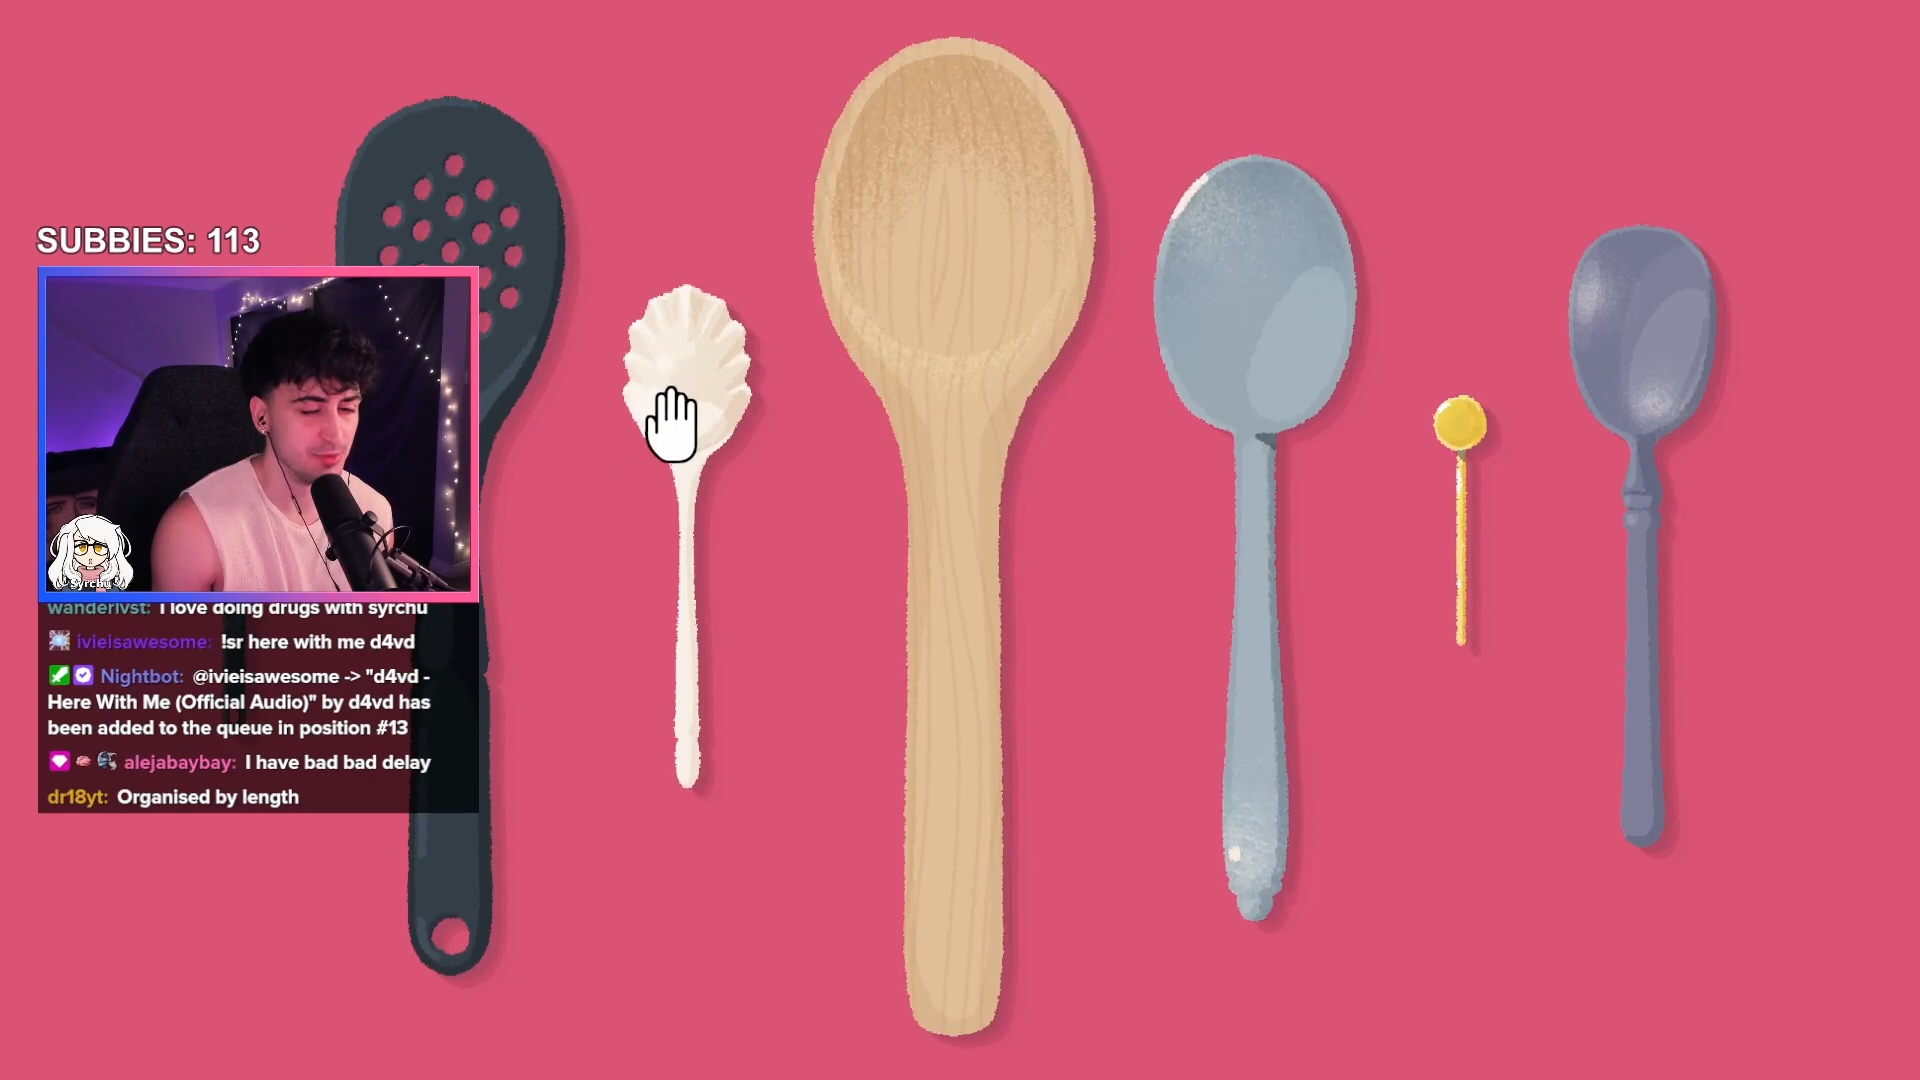 SUBBIES: 113
Syrchu
wanderlvst: I love doing drugs with syrchu
ivieisawesome: !sr here with me d4vd
Nightbot: @ivieisawesome -> "d4vd -
Here With Me (Official Audio)" by d4vd has
been added to the queue in position #13
alejabaybay: I have bad bad delay
dr18yt: Organised by length